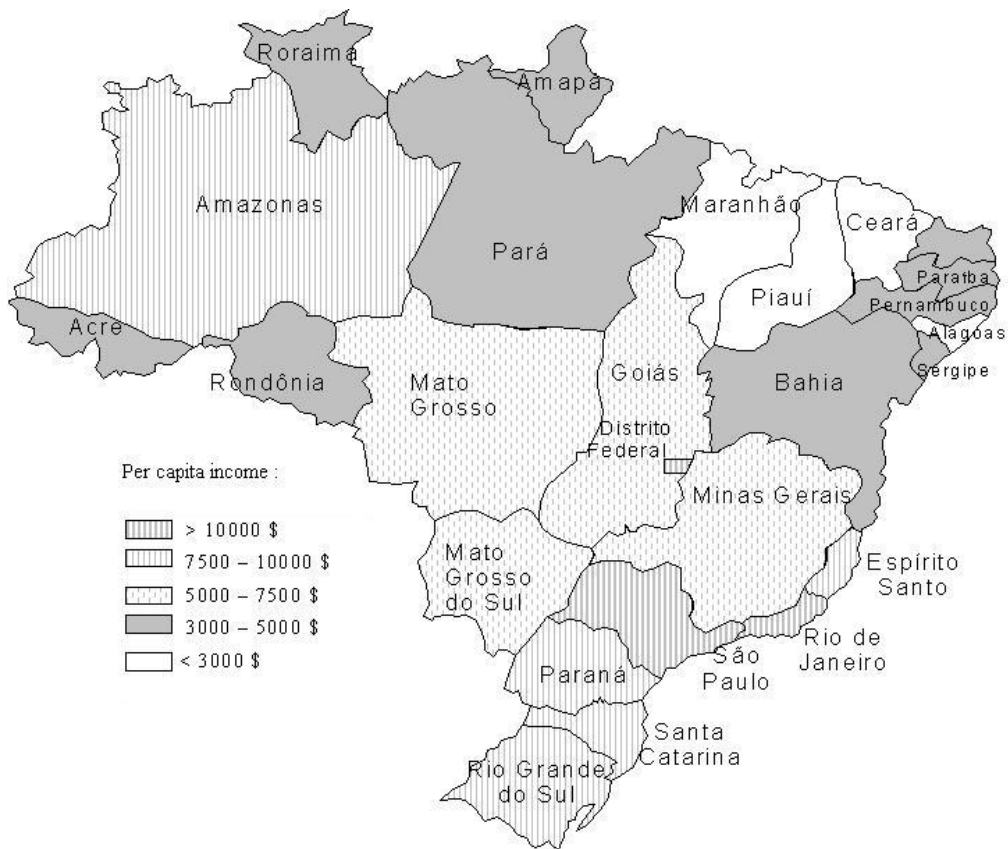 Roraima
Amapá
Amazonas
Maranhão
Ceará
Pará
Paraíba
Piauí
Pernambuco
Acre
Alagóas
Rondônia
Mato
Grosso
Goiás
Bahia
Sergipe
Distrito
Federal
Per capita income :
Minas Gerais
> 10000 $
7500 – 10000 $
5000 – 7500 $
3000 – 5000 $
< 3000 $
Mato
Grosso
do Sul
Espírito
Santo
Rio de
Janeiro
São
Paulo
Paraná
Santa
Catarina
Rio Grande
do Sul